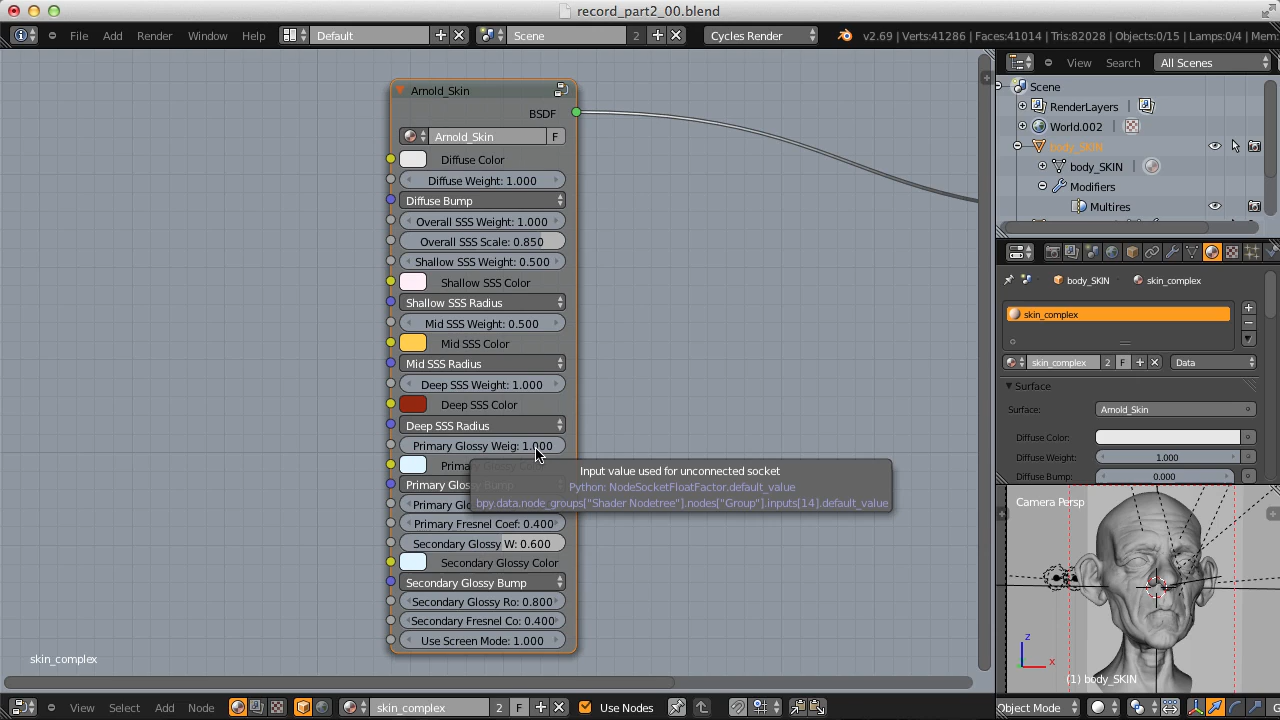 record_part2_00.blend
File Add Render Window Help Default Scene 2 Cycles Render v2.69 | Verts:41286 | Faces:41014 | Tris:82028 | Objects:0/15 | Lamps:0/4 | Mem:
View Search All Scenes
Arnold_Skin
BSDF
Arnold_Skin F
Diffuse Color
Diffuse Weight: 1.000
Diffuse Bump
Overall SSS Weight: 1.000
Overall SSS Scale: 0.850
Shallow SSS Weight: 0.500
Shallow SSS Color
Shallow SSS Radius
Mid SSS Weight: 0.500
Mid SSS Color
Mid SSS Radius
Deep SSS Weight: 1.000
Deep SSS Color
Deep SSS Radius
Primary Glossy Weig: 1.000
Primary Glossy
Primary Glossy Bump
Primary Glo
Primary Fresnel Coef: 0.400
Secondary Glossy W: 0.600
Secondary Glossy Color
Secondary Glossy Bump
Secondary Glossy Ro: 0.800
Secondary Fresnel Co: 0.400
Use Screen Mode: 1.000
Input value used for unconnected socket
Python: NodeSocketFloatFactor.default_value
bpy.data.node_groups["Shader Nodetree"].nodes["Group"].inputs[14].default_value
skin_complex
Scene
RenderLayers |
World.002 |
body_SKIN
body_SKIN |
Modifiers
Multires
body_SKIN skin_complex
skin_complex
skin_complex 2 F Data
Surface
Surface: Arnold_Skin
Diffuse Color:
Diffuse Weight: 1.000
Diffuse Bump: 0.000
Camera Persp
z
x
(1) body_SKIN
View Select Add Node skin_complex 2 F Use Nodes
Object Mode